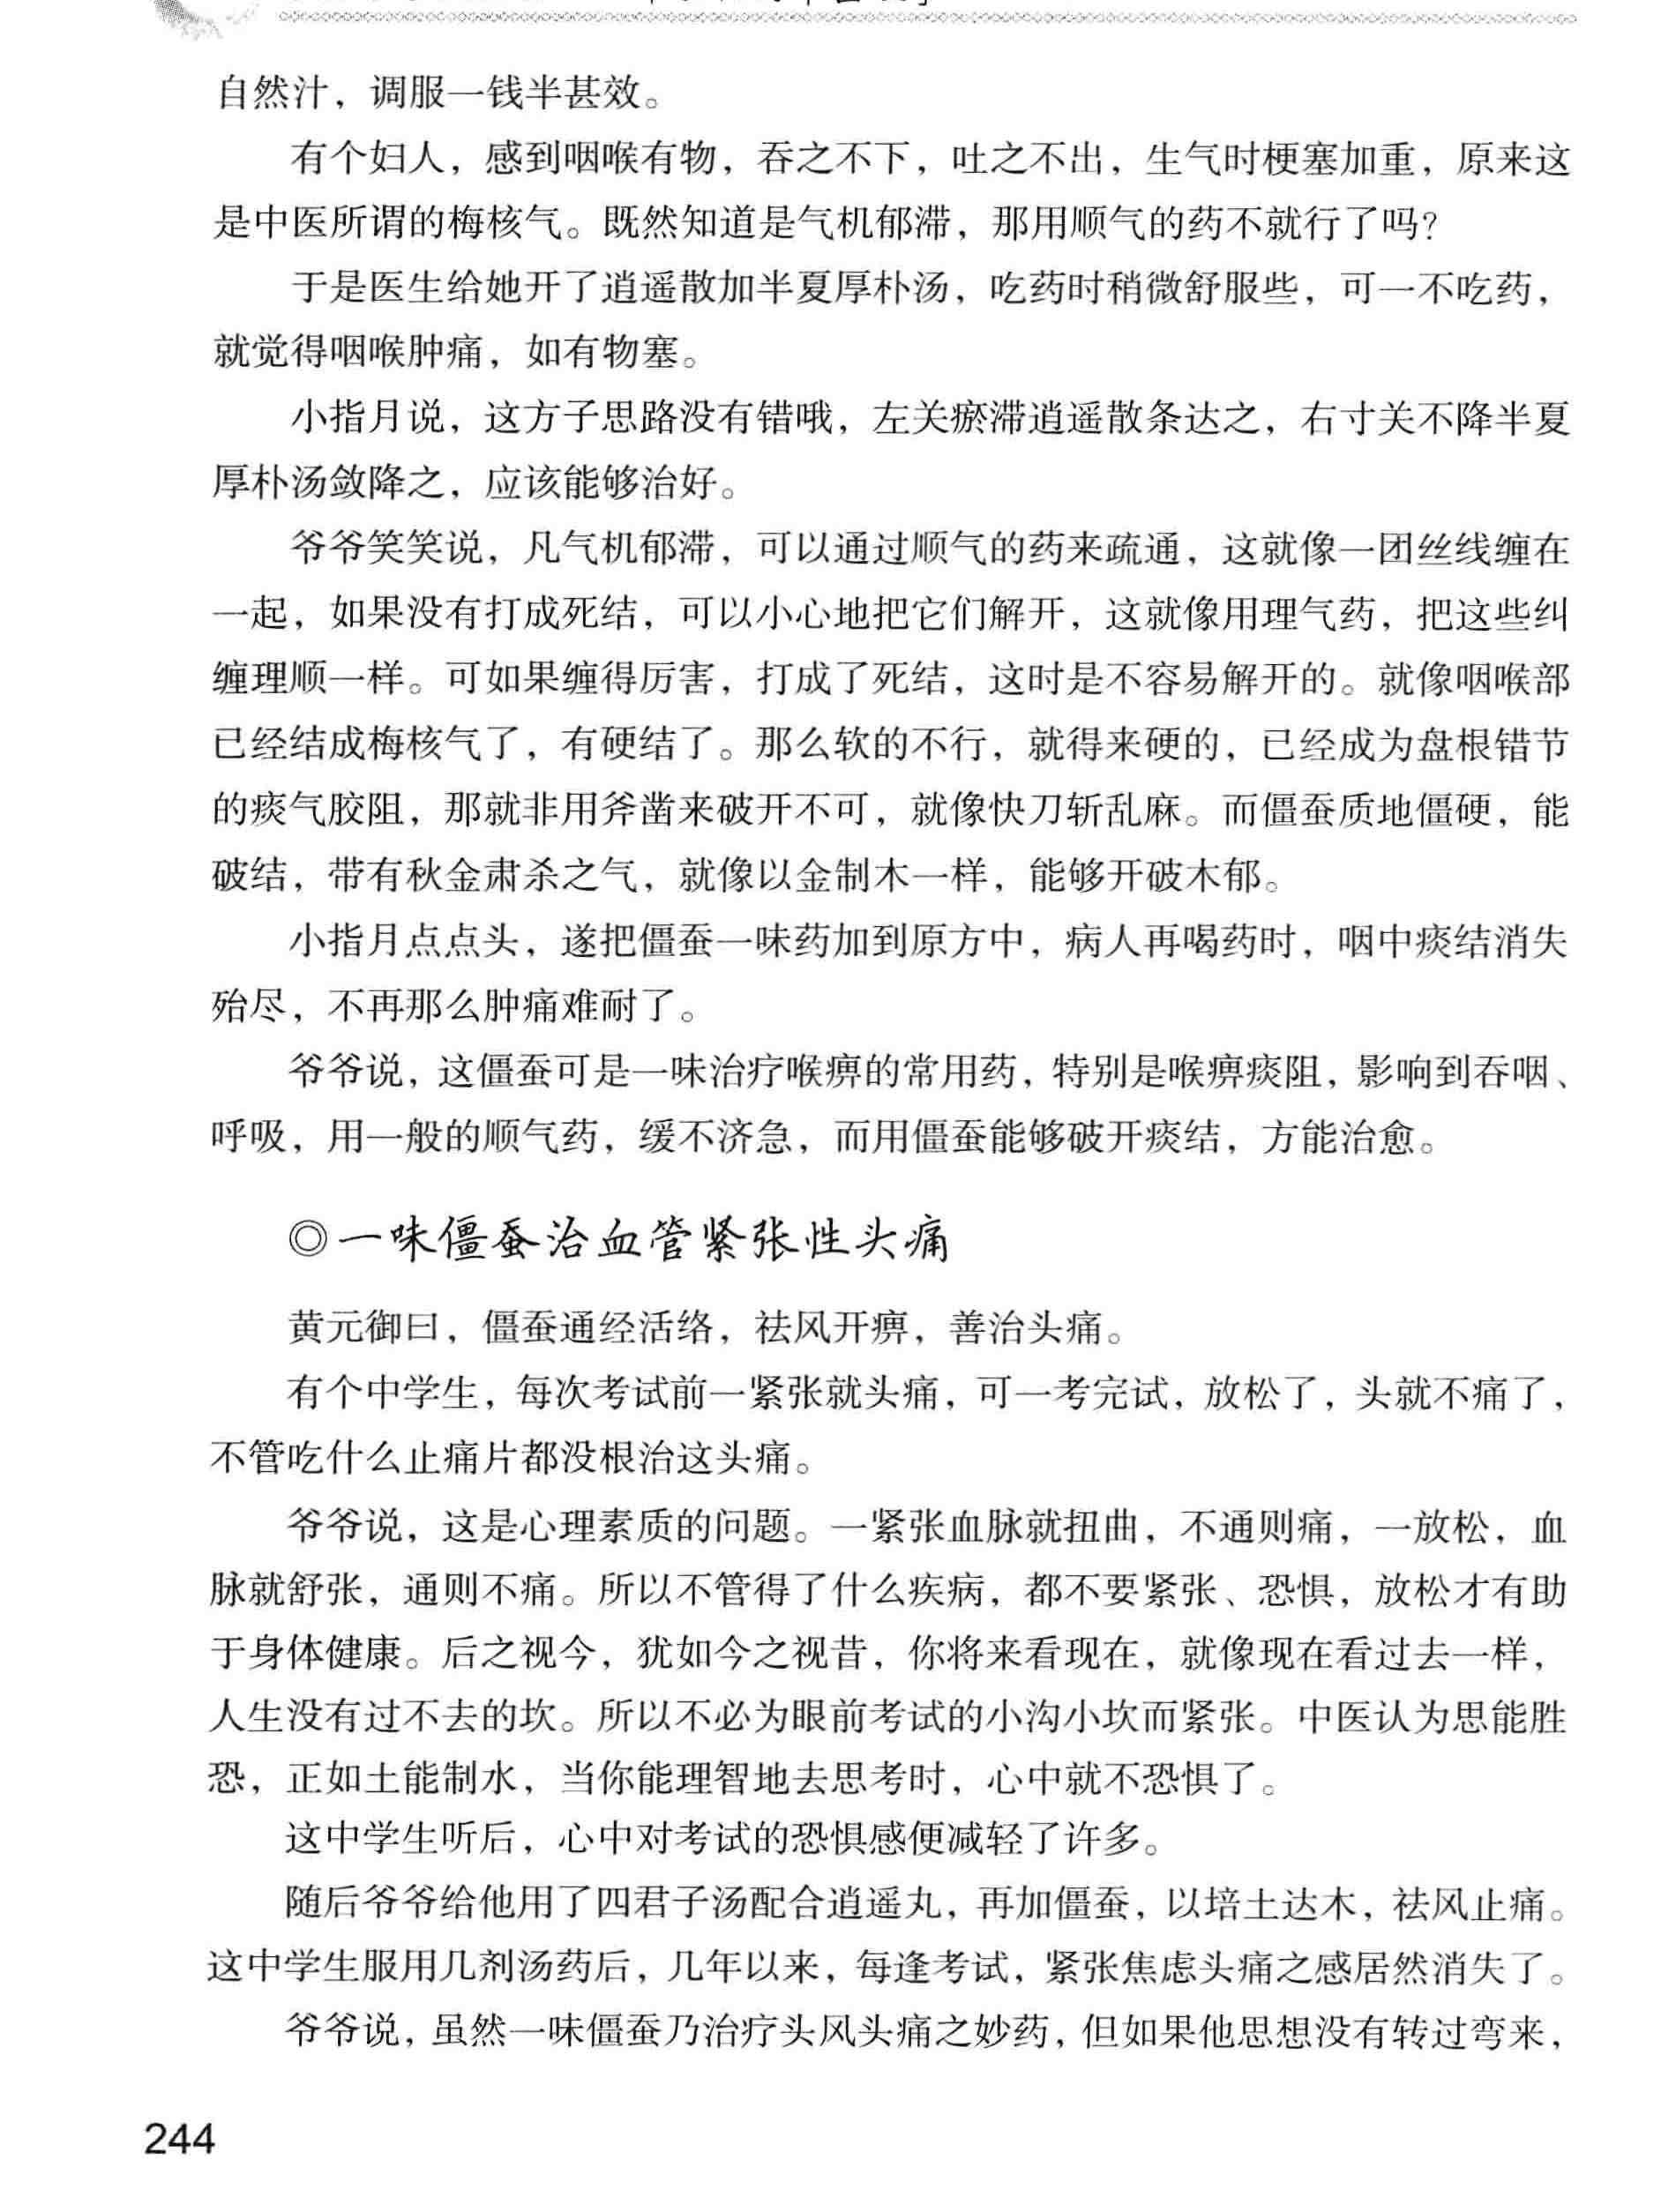 自然汁，调服一钱半甚效。
有个妇人，感到咽喉有物，吞之不下，吐之不出，生气时梗塞加重，原来这
是中医所谓的梅核气。既然知道是气机郁滞，那用顺气的药不就行了吗？
于是医生给她开了逍遥散加半夏厚朴汤，吃药时稍微舒服些，可一不吃药，
就觉得咽喉肿痛，如有物塞。
小指月说，这方子思路没有错哦，左关瘀滞逍遥散条达之，右寸关不降半夏
厚朴汤敛降之，应该能够治好。
爷爷笑笑说，凡气机郁滞，可以通过顺气的药来疏通，这就像一团丝线缠在
一起，如果没有打成死结，可以小心地把它们解开，这就像用理气药，把这些纠
缠理顺一样。可如果缠得厉害，打成了死结，这时是不容易解开的。就像咽喉部
已经结成梅核气了，有硬结了。那么软的不行，就得来硬的，已经成为盘根错节
的痰气胶阻，那就非用斧凿来破开不可，就像快刀斩乱麻。而僵蚕质地僵硬，能
破结，带有秋金肃杀之气，就像以金制木一样，能够开破木郁。
小指月点点头，遂把僵蚕一味药加到原方中，病人再喝药时，咽中痰结消失
殆尽，不再那么肿痛难耐了。
爷爷说，这僵蚕可是一味治疗喉痹的常用药，特别是喉痹痰阻，影响到吞咽、
呼吸，用一般的顺气药，缓不济急，而用僵蚕能够破开痰结，方能治愈。
◎一味僵蚕治血管紧张性头痛
黄元御曰，僵蚕通经活络，祛风开痹，善治头痛。
有个中学生，每次考试前一紧张就头痛，可一考完试，放松了，头就不痛了，
不管吃什么止痛片都没根治这头痛。
爷爷说，这是心理素质的问题。一紧张血脉就扭曲，不通则痛，一放松，血
脉就舒张，通则不痛。所以不管得了什么疾病，都不要紧张、恐惧，放松才有助
于身体健康。后之视今，犹如今之视昔，你将来看现在，就像现在看过去一样，
人生没有过不去的坎。所以不必为眼前考试的小沟小坎而紧张。中医认为思能胜
恐，正如土能制水，当你能理智地去思考时，心中就不恐惧了。
这中学生听后，心中对考试的恐惧感便减轻了许多。
随后爷爷给他用了四君子汤配合逍遥丸，再加僵蚕，以培土达木，祛风止痛。
这中学生服用几剂汤药后，几年以来，每逢考试，紧张焦虑头痛之感居然消失了。
爷爷说，虽然一味僵蚕乃治疗头风头痛之妙药，但如果他思想没有转过弯来，
244